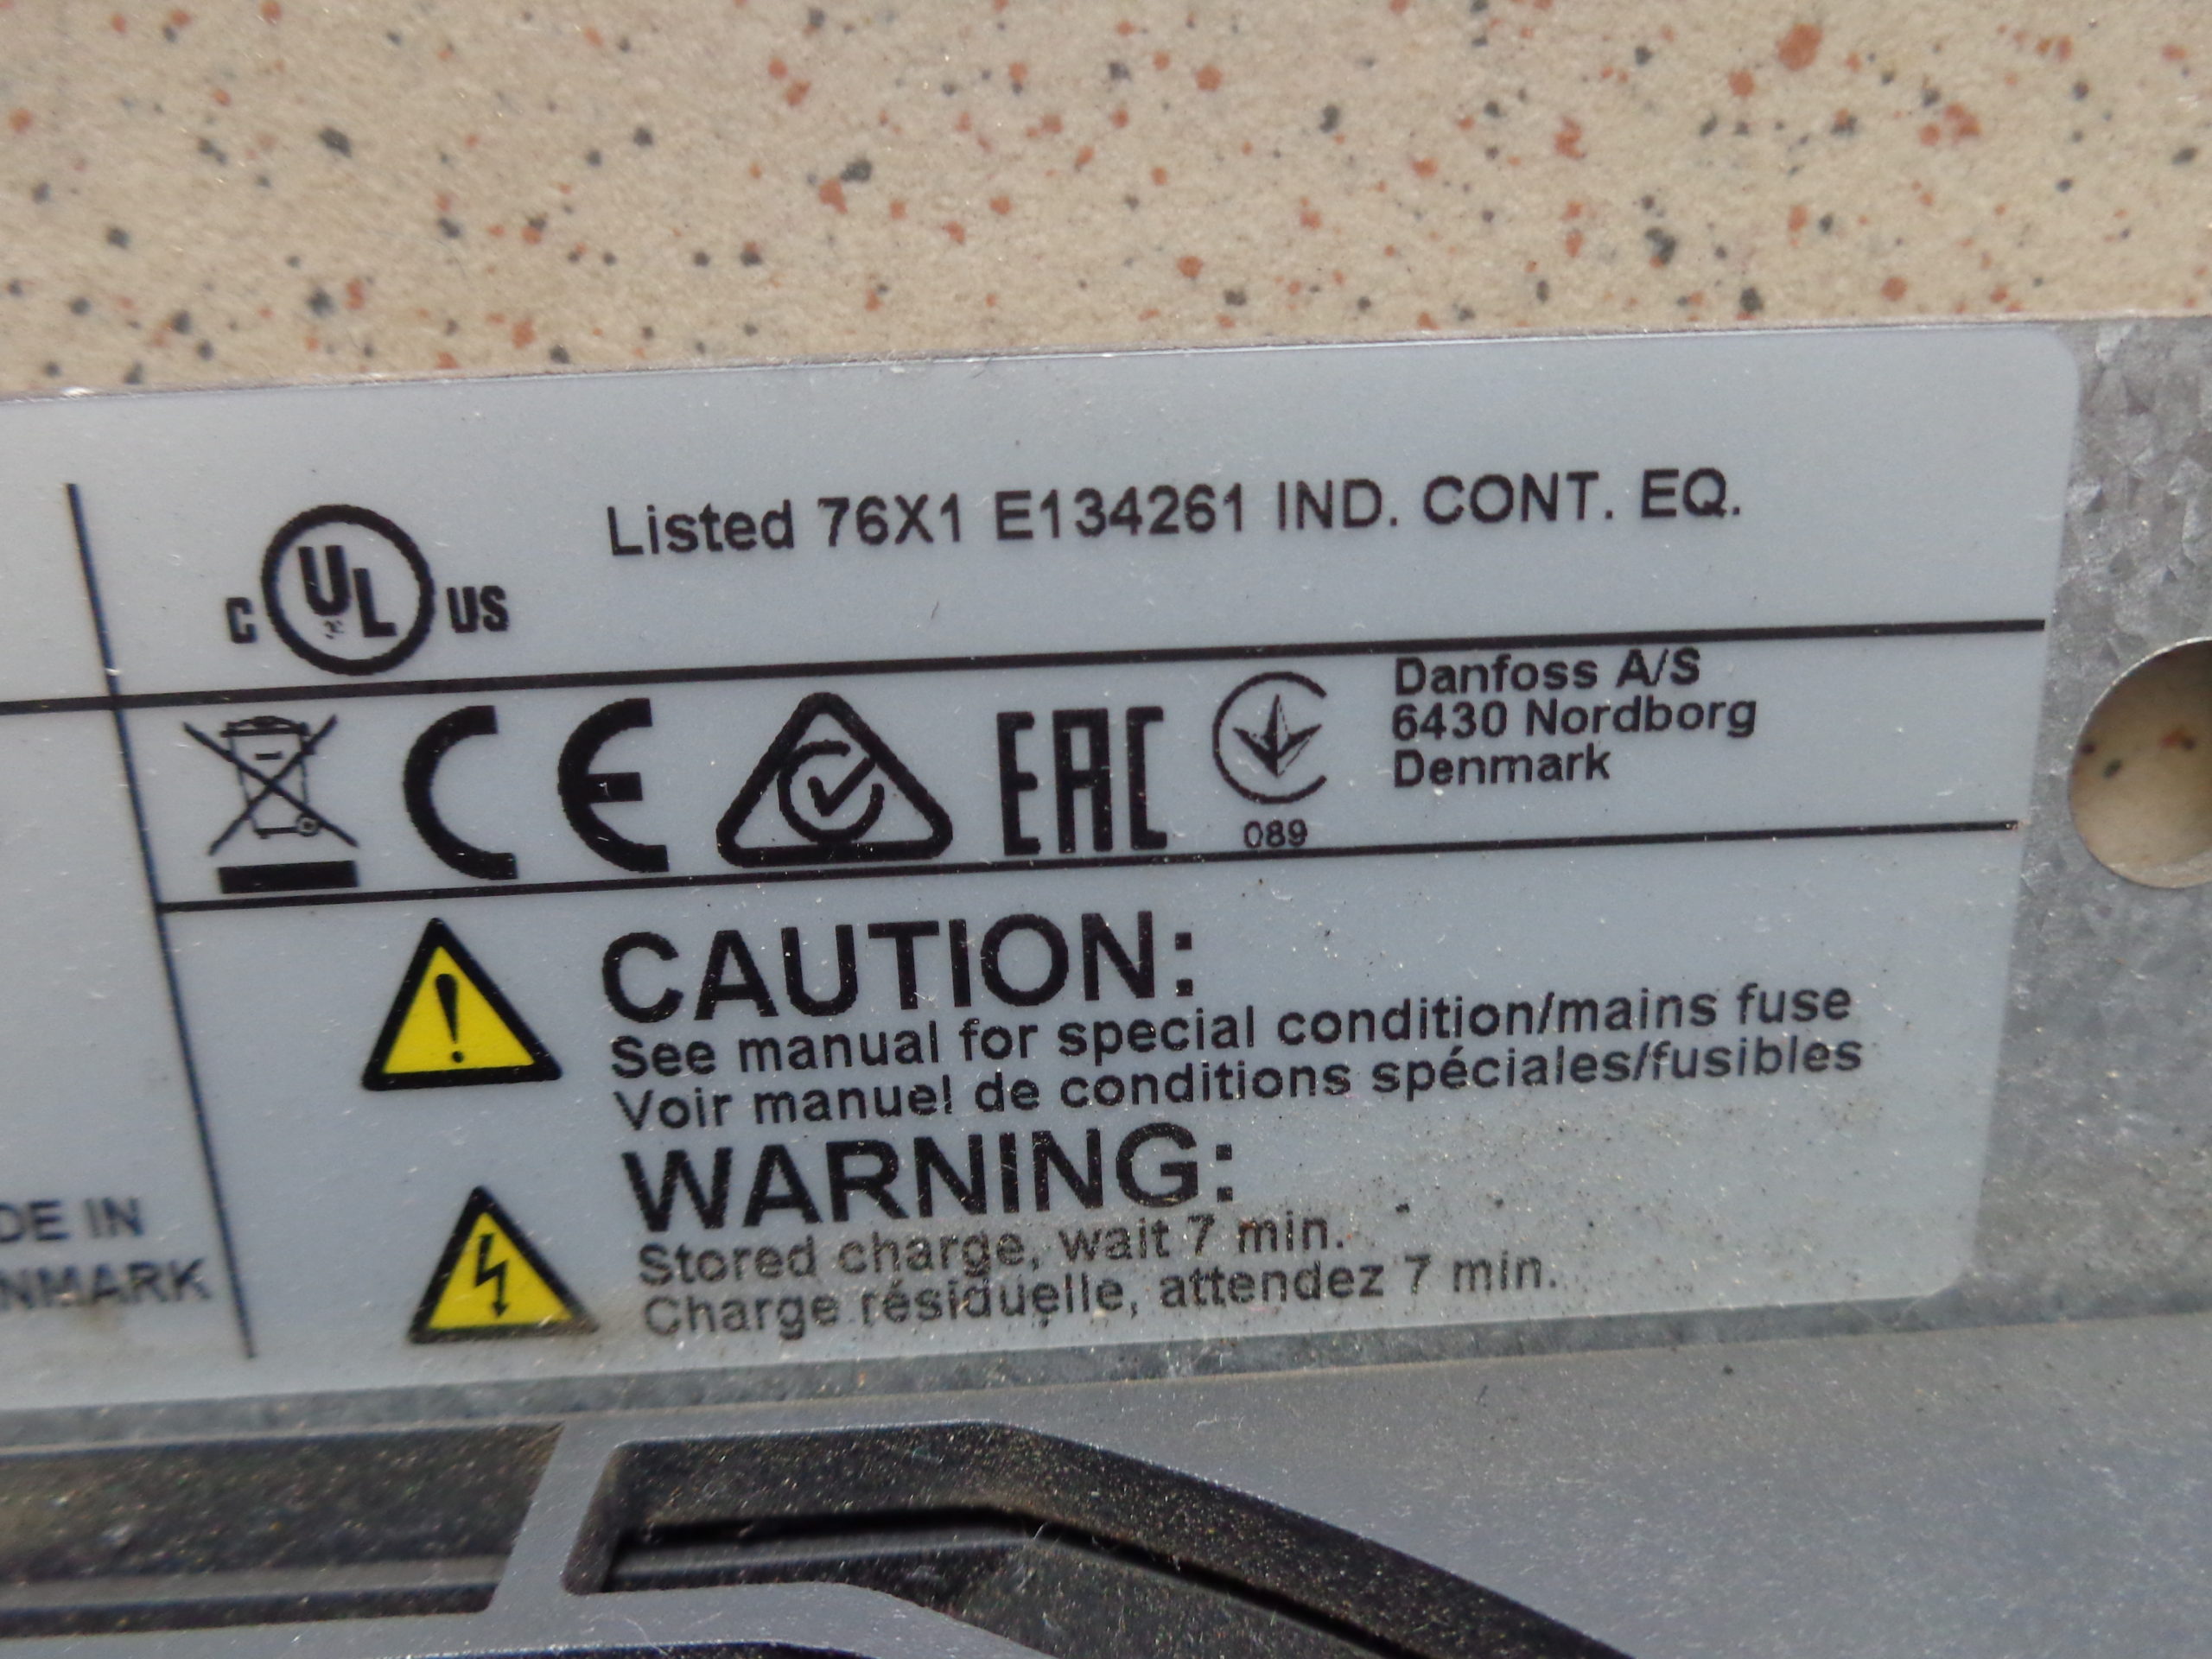 C UL US
Listed 76X1 E134261 IND. CONT. EQ.
CE
EAC
089
Danfoss A/S
6430 Nordborg
Denmark
CAUTION:
See manual for special condition/mains fuse
Voir manuel de conditions spéciales/fusibles
WARNING:
Stored charge, wait 7 min.
Charge résiduelle, attendez 7 min.
DE IN
NMARK